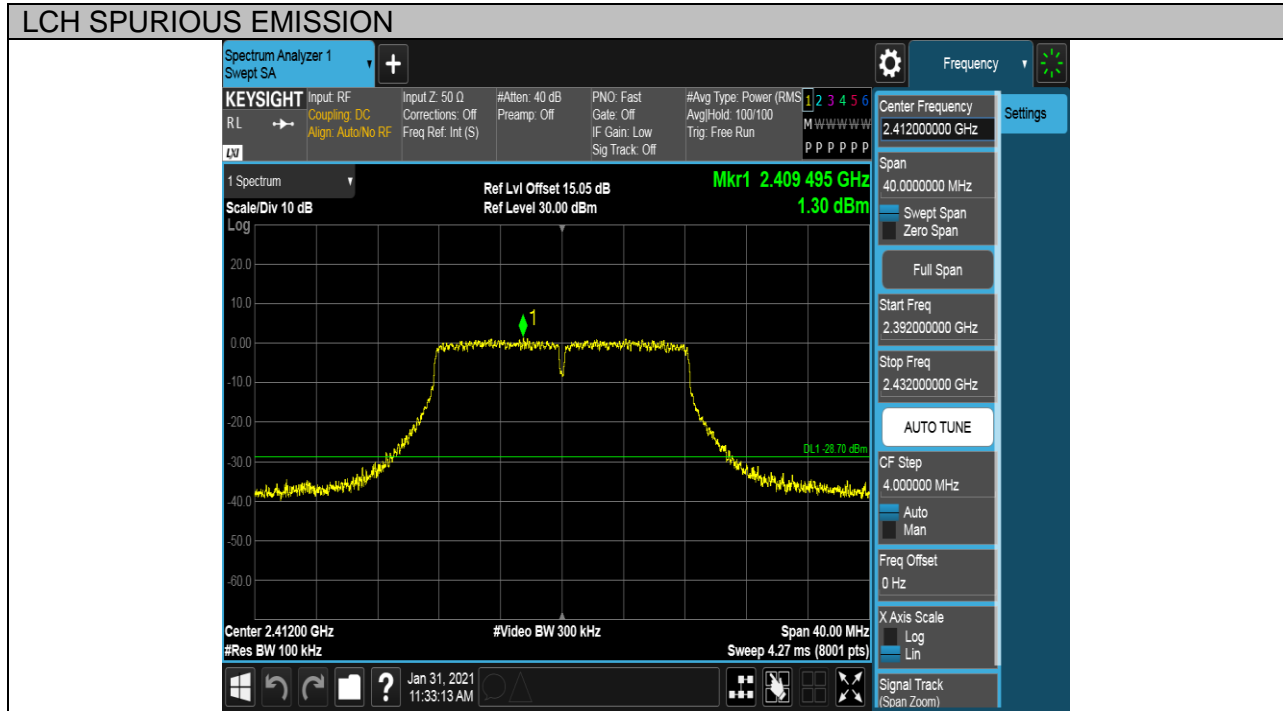 LCH SPURIOUS EMISSION
Spectrum Analyzer 1
Swept SA
Frequency
KEYSIGHT
RL
LXI
Input: RF
Coupling: DC
Align: Auto/No RF
Input Z: 50 Ω
Corrections: Off
Freq Ref: Int (S)
#Atten: 40 dB
Preamp: Off
PNO: Fast
Gate: Off
IF Gain: Low
Sig Track: Off
#Avg Type: Power (RMS
Avg|Hold: 100/100
Trig: Free Run
1 2 3 4 5 6
M W W W W W
P P P P P P
1 Spectrum
Scale/Div 10 dB
Log
Ref Lvl Offset 15.05 dB
Ref Level 30.00 dBm
Mkr1 2.409 495 GHz
1.30 dBm
20.0
10.0
0.00
-10.0
-20.0
-30.0
-40.0
-50.0
-60.0
1
DL1 -28.70 dBm
Center 2.41200 GHz
#Res BW 100 kHz
#Video BW 300 kHz
Span 40.00 MHz
Sweep 4.27 ms (8001 pts)
Center Frequency
2.412000000 GHz
Settings
Span
40.0000000 MHz
Swept Span
Zero Span
Full Span
Start Freq
2.392000000 GHz
Stop Freq
2.432000000 GHz
AUTO TUNE
CF Step
4.000000 MHz
Auto
Man
Freq Offset
0 Hz
X Axis Scale
Log
Lin
Signal Track
(Span Zoom)
?
Jan 31, 2021
11:33:13 AM